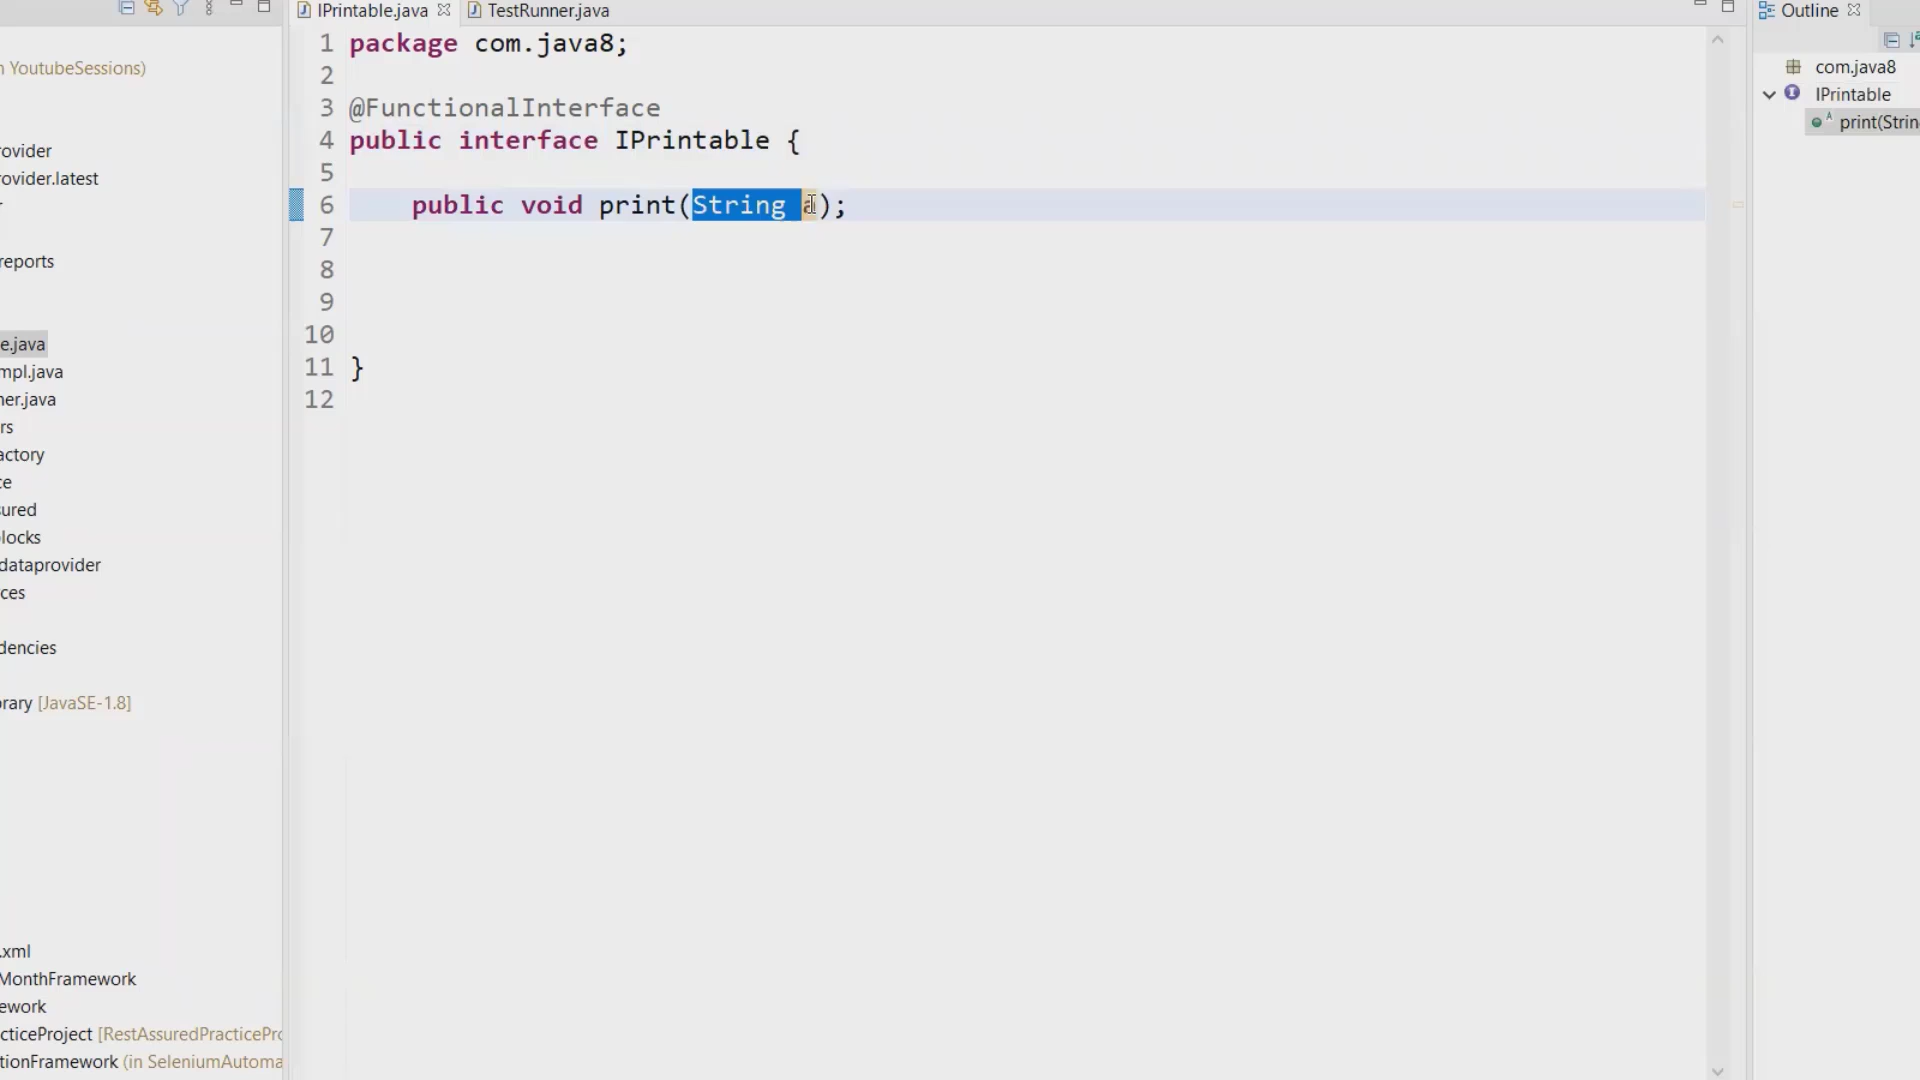 IPrintable.java
TestRunner.java
Outline
n YoutubeSessions)
ovider
ovider.latest
r
reports
e.java
mpl.java
ner.java
rs
actory
ce
sured
locks
dataprovider
ces
dencies
rary [JavaSE-1.8]
.xml
MonthFramework
ework
cticeProject [RestAssuredPracticePro
tionFramework (in SeleniumAutoma
1 package com.java8;
2
3 @FunctionalInterface
4 public interface IPrintable {
5
6 public void print(String a);
7
8
9
10
11 }
12
com.java8
IPrintable
print(Strin